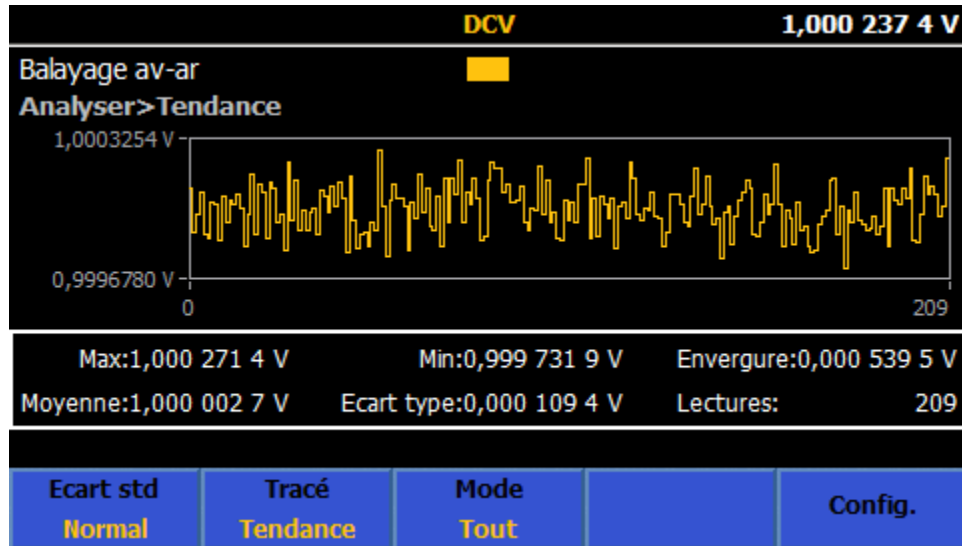 DCV 1,000 237 4 V
Balayage av-ar
Analyser>Tendance
1,0003254 V
0,9996780 V
0 209
Max:1,000 271 4 V Min:0,999 731 9 V Envergure:0,000 539 5 V
Moyenne:1,000 002 7 V Ecart type:0,000 109 4 V Lectures: 209
Ecart std Tracé Mode Config.
Normal Tendance Tout